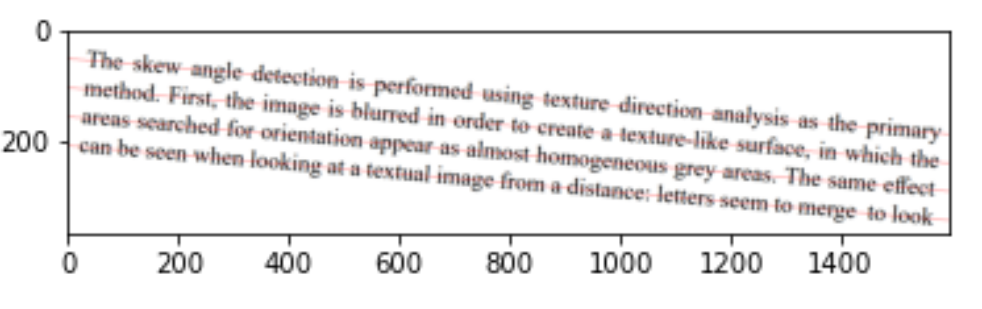 0
200
The skew angle detection is performed using texture direction analysis as the primary
method. First, the image is blurred in order to create a texture-like surface, in which the
areas searched for orientation appear as almost homogeneous grey areas. The same effect
can be seen when looking at a textual image from a distance: letters seem to merge to look
0 200 400 600 800 1000 1200 1400